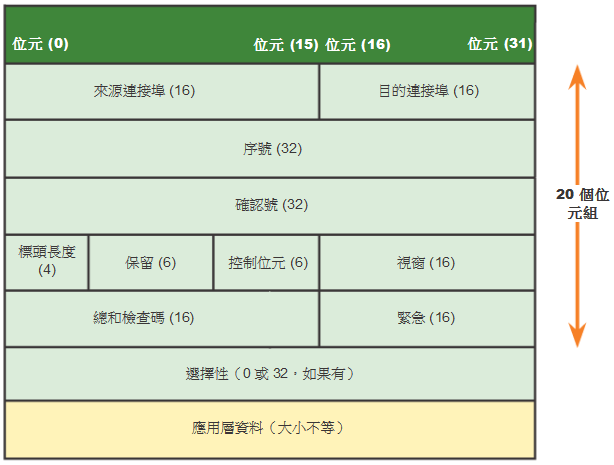 位元 (0) 位元 (15) 位元 (16) 位元 (31)
來源連接埠 (16) 目的連接埠 (16)
序號 (32)
確認號 (32)
20 個位
元組
標頭長度
(4)
保留 (6) 控制位元 (6) 視窗 (16)
總和檢查碼 (16) 緊急 (16)
選擇性（0 或 32，如果有）
應用層資料（大小不等）